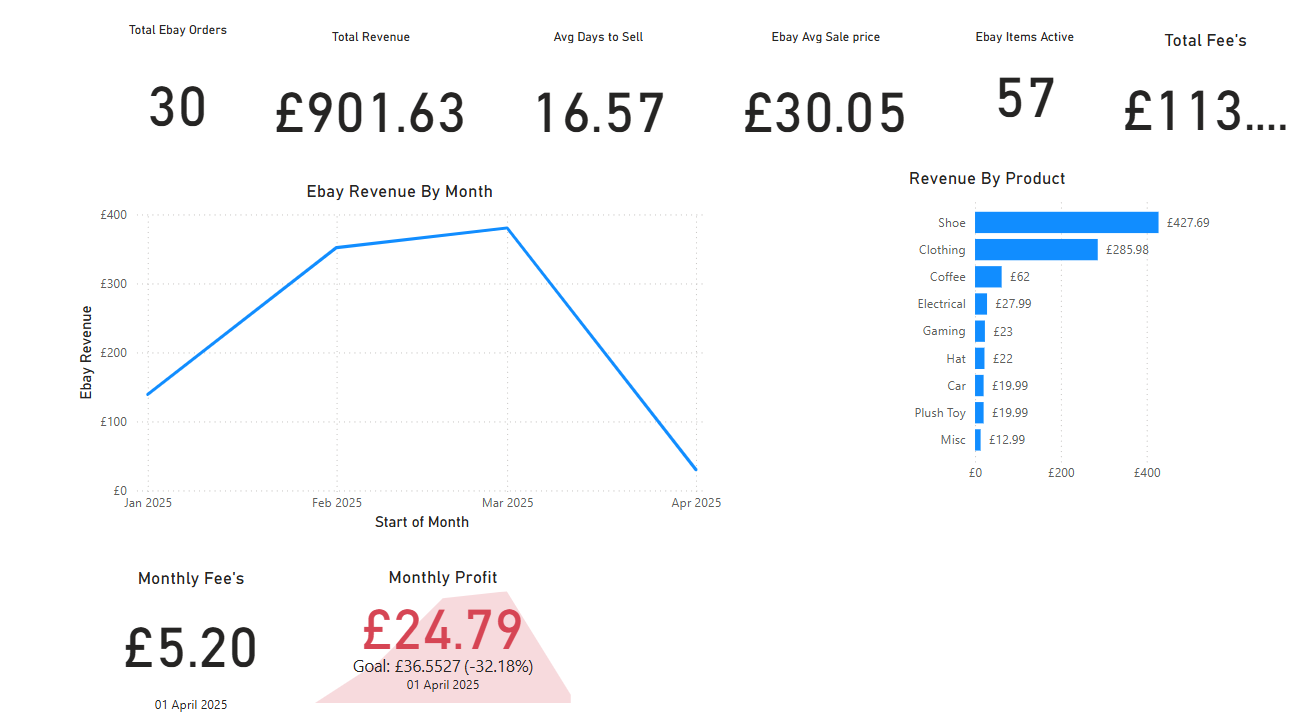 Total Ebay Orders
30
Total Revenue
£901.63
Avg Days to Sell
16.57
Ebay Avg Sale price
£30.05
Ebay Items Active
57
Total Fee's
£113....
Ebay Revenue By Month
£400
£300
£200
£100
£0
Ebay Revenue
Jan 2025
Feb 2025
Mar 2025
Apr 2025
Start of Month
Revenue By Product
Shoe £427.69
Clothing £285.98
Coffee £62
Electrical £27.99
Gaming £23
Hat £22
Car £19.99
Plush Toy £19.99
Misc £12.99
£0 £200 £400
Monthly Fee's
£5.20
01 April 2025
Monthly Profit
£24.79
Goal: £36.5527 (-32.18%)
01 April 2025